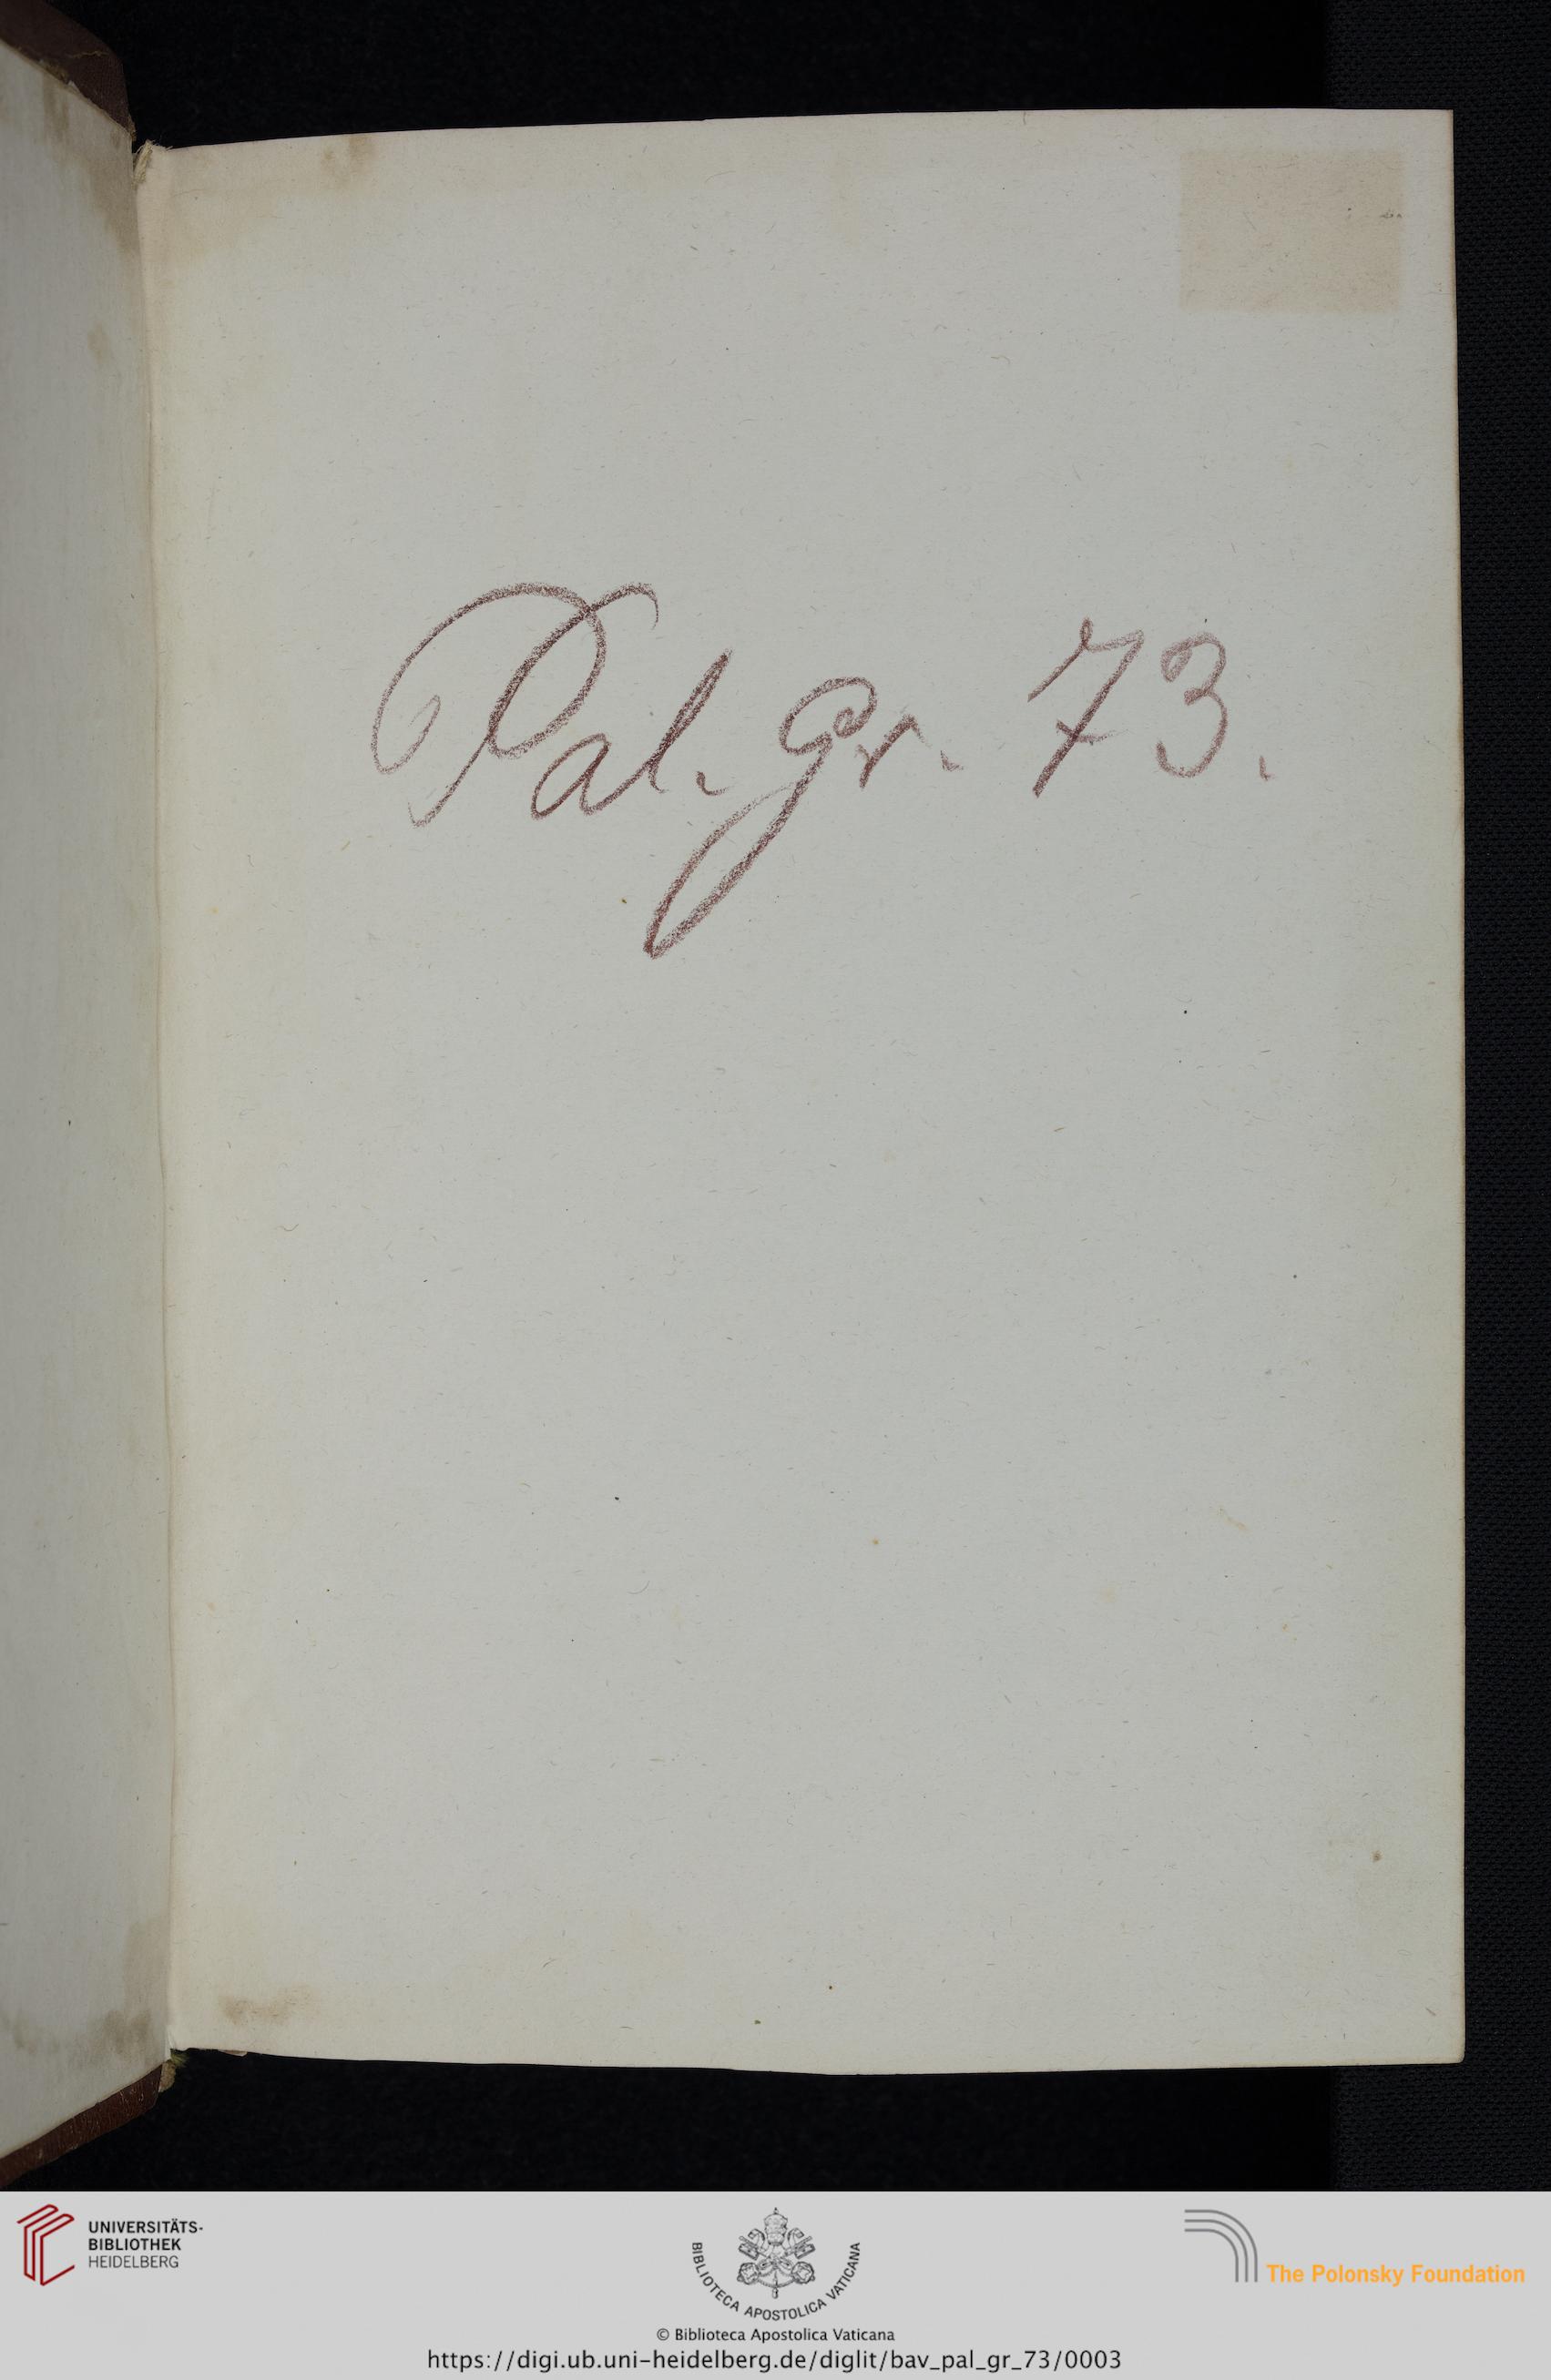 Pal. gr. 73.
UNIVERSITÄTS-
BIBLIOTHEK
HEIDELBERG
BIBLIOTECA APOSTOLICA VATICANA
The Polonsky Foundation
© Biblioteca Apostolica Vaticana
https://digi.ub.uni-heidelberg.de/diglit/bav_pal_gr_73/0003